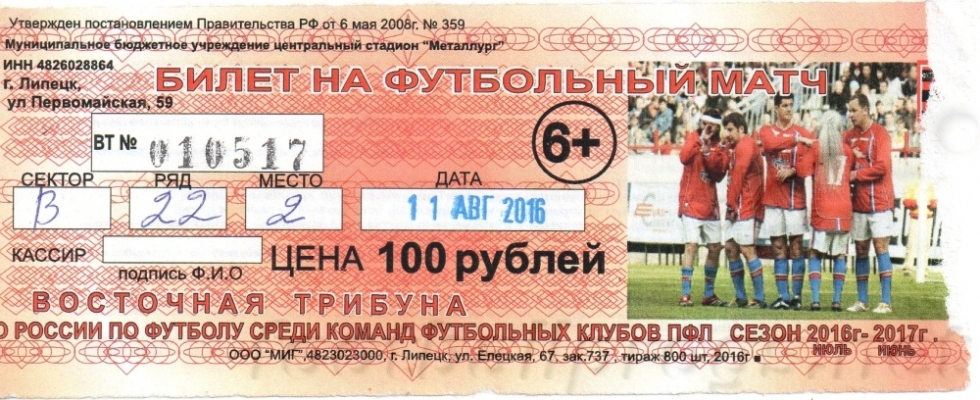 Утвержден постановлением Правительства РФ от 6 мая 2008г. № 359
Муниципальное бюджетное учреждение центральный стадион "Металлург"
ИНН 4826028864
г. Липецк,
ул Первомайская, 59
БИЛЕТ НА ФУТБОЛЬНЫЙ МАТЧ
ВТ № 010517
6+
СЕКТОР РЯД МЕСТО ДАТА
В 22 2 11 АВГ 2016
КАССИР
подпись Ф.И.О
ЦЕНА 100 рублей
ВОСТОЧНАЯ ТРИБУНА
О РОССИИ ПО ФУТБОЛУ СРЕДИ КОМАНД ФУТБОЛЬНЫХ КЛУБОВ ПФЛ СЕЗОН 2016г- 2017г .
ИЮЛЬ ИЮНЬ
ООО "МИГ",4823023000, г. Липецк, ул. Елецкая, 67, зак.737 , тираж 800 шт, 2016г